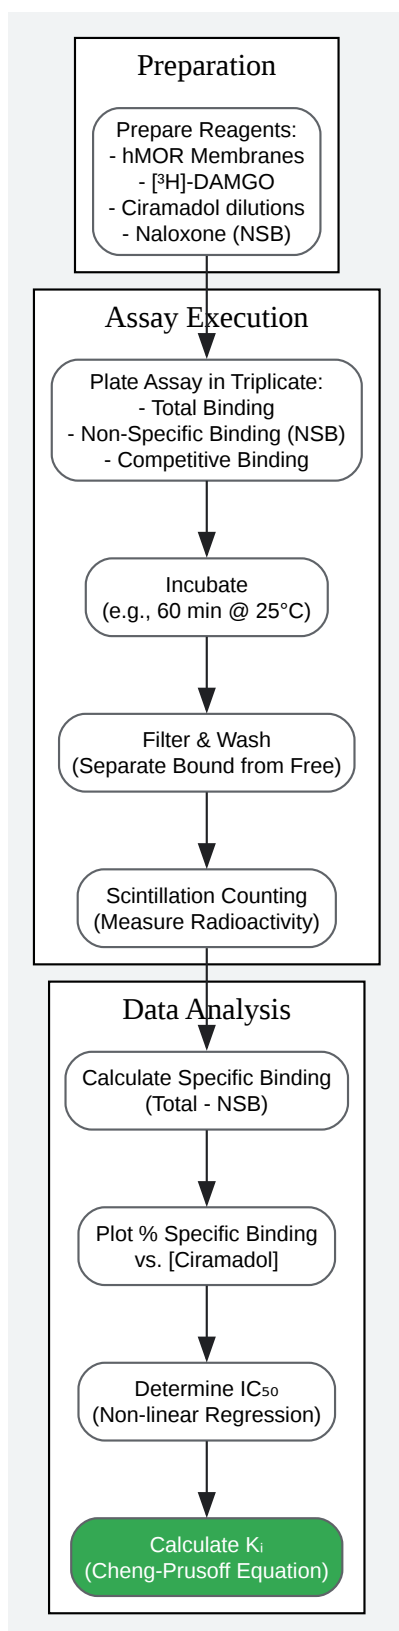 Preparation
Prepare Reagents:
- hMOR Membranes
- [³H]-DAMGO
- Ciramadol dilutions
- Naloxone (NSB)
Assay Execution
Plate Assay in Triplicate:
- Total Binding
- Non-Specific Binding (NSB)
- Competitive Binding
Incubate
(e.g., 60 min @ 25°C)
Filter & Wash
(Separate Bound from Free)
Scintillation Counting
(Measure Radioactivity)
Data Analysis
Calculate Specific Binding
(Total - NSB)
Plot % Specific Binding
vs. [Ciramadol]
Determine IC₅₀
(Non-linear Regression)
Calculate Kᵢ
(Cheng-Prusoff Equation)